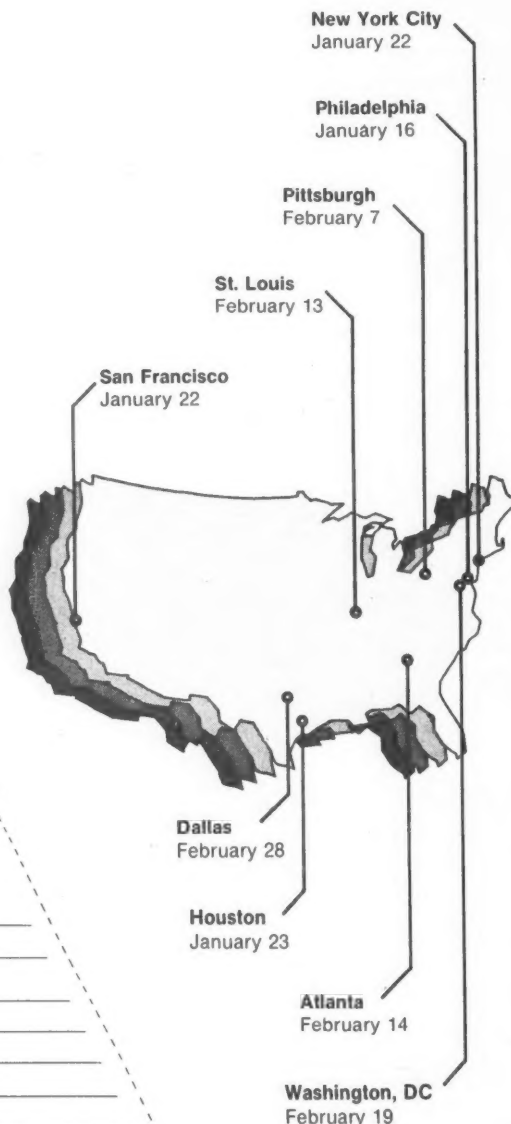 New York City
January 22
Philadelphia
January 16
Pittsburgh
February 7
St. Louis
February 13
San Francisco
January 22
Dallas
February 28
Houston
January 23
Atlanta
February 14
Washington, DC
February 19